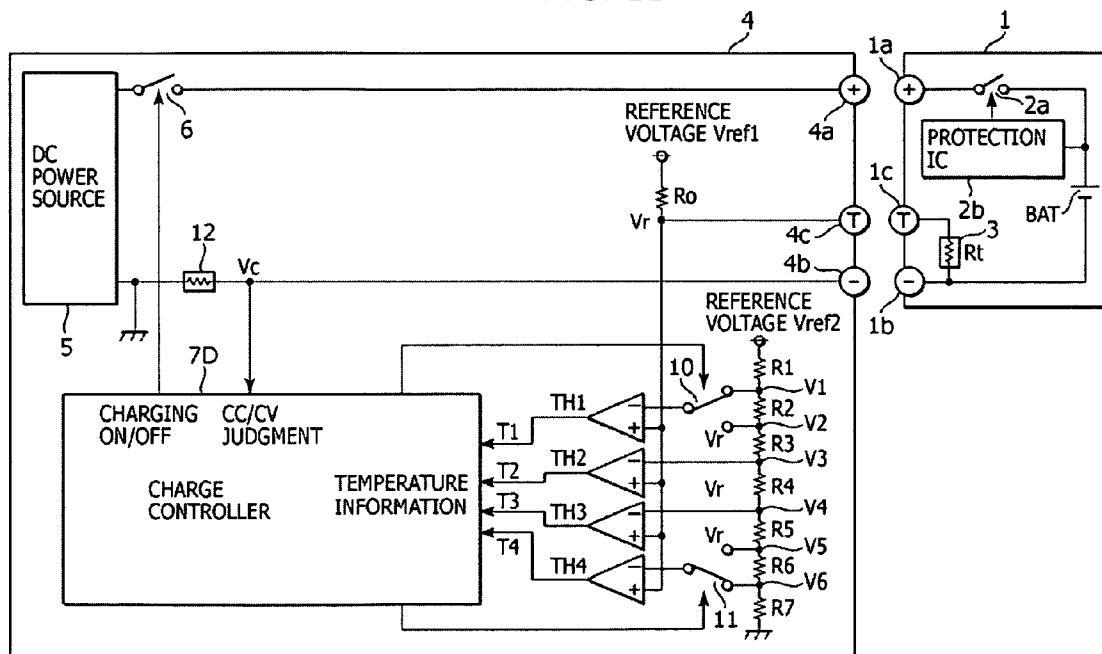 4
1
1a
+
+
6
4a
2a
REFERENCE
VOLTAGE Vref1
DC
POWER
SOURCE
PROTECTION
IC
Ro
1c
Vr
T
T
4c
2b
BAT
3
Rt
12
Vc
4b
−
−
1b
5
REFERENCE
VOLTAGE Vref2
7D
R1
10
V1
CHARGING
ON/OFF
CC/CV
JUDGMENT
TH1
−
+
R2
Vr
V2
T1
R3
TH2
−
+
V3
T2
TEMPERATURE
INFORMATION
Vr
R4
CHARGE
CONTROLLER
T3
TH3
−
+
V4
T4
R5
Vr
V5
TH4
−
+
R6
V6
11
R7